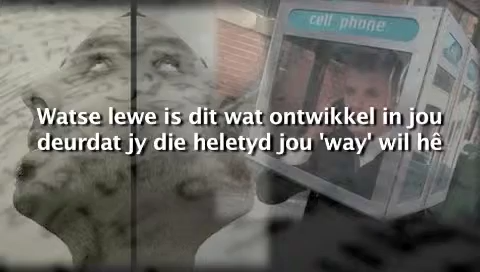 cell phone
Watse lewe is dit wat ontwikkel in jou
deurdat jy die heletyd jou 'way' wil hê